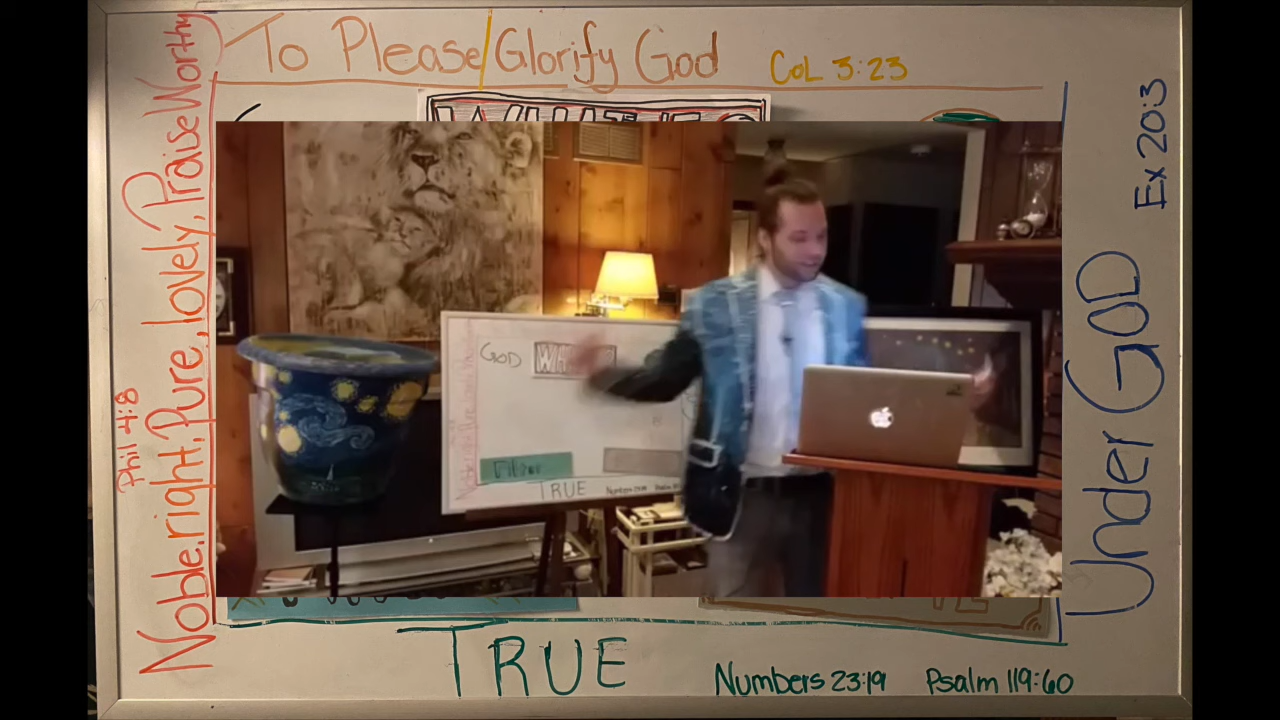 To Please/Glorify God
CoL 3:23
Phil 4:8
Noble, right, Pure, lovely, Praise Worthy
Ex 20:3
Under GOD
GOD
TRUE
TRUE
Numbers 23:19
Psalm 119:60